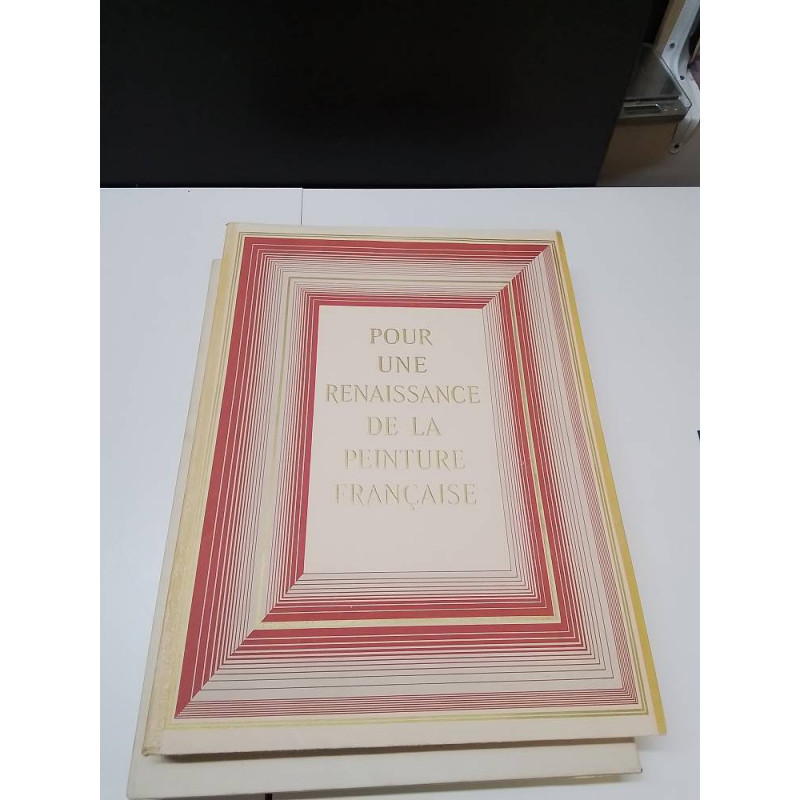 POUR
UNE
RENAISSANCE
DE LA
PEINTURE
FRANÇAISE